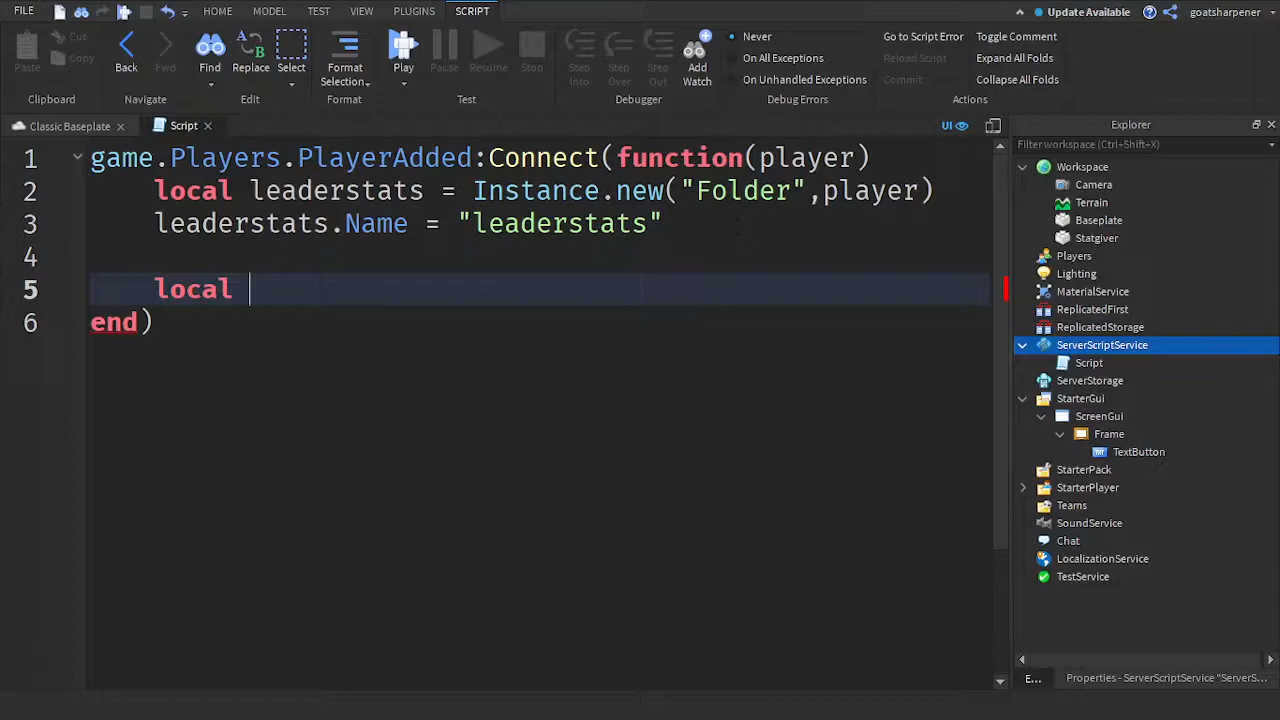 FILE HOME MODEL TEST VIEW PLUGINS SCRIPT Update Available goatsharpener
Paste Cut Copy Back Fwd Find Replace Select Format Selection Play Pause Resume Stop Step Into Step Over Step Out Add Watch Never On All Exceptions On Unhandled Exceptions Go to Script Error Reload Script Commit Toggle Comment Expand All Folds Collapse All Folds
Clipboard Navigate Edit Format Test Debugger Debug Errors Actions
Classic Baseplate Script UI Explorer
Filter workspace (Ctrl+Shift+X)
1 game.Players.PlayerAdded:Connect(function(player)
2 local leaderstats = Instance.new("Folder",player)
3 leaderstats.Name = "leaderstats"
4
5 local
6 end)
Workspace
Camera
Terrain
Baseplate
Statgiver
Players
Lighting
MaterialService
ReplicatedFirst
ReplicatedStorage
ServerScriptService
Script
ServerStorage
StarterGui
ScreenGui
Frame
TextButton
StarterPack
StarterPlayer
Teams
SoundService
Chat
LocalizationService
TestService
E... Properties - ServerScriptService "ServerS...